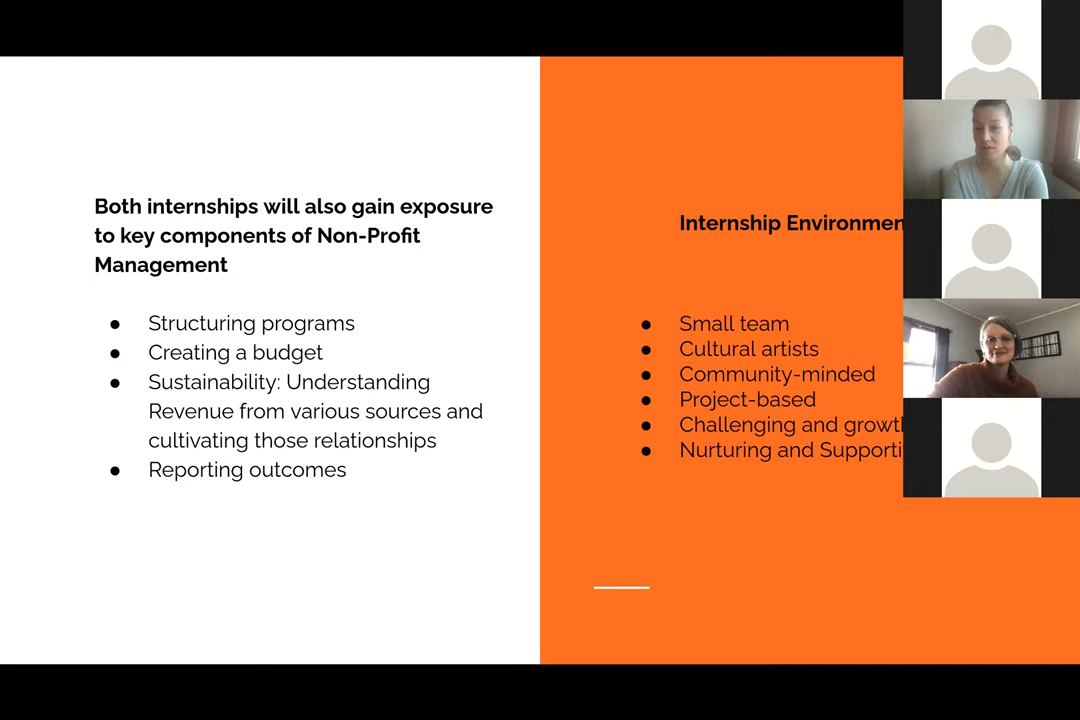 Both internships will also gain exposure
to key components of Non-Profit
Management
● Structuring programs
● Creating a budget
● Sustainability: Understanding
Revenue from various sources and
cultivating those relationships
● Reporting outcomes
Internship Environmen
● Small team
● Cultural artists
● Community-minded
● Project-based
● Challenging and growth
● Nurturing and Supporti